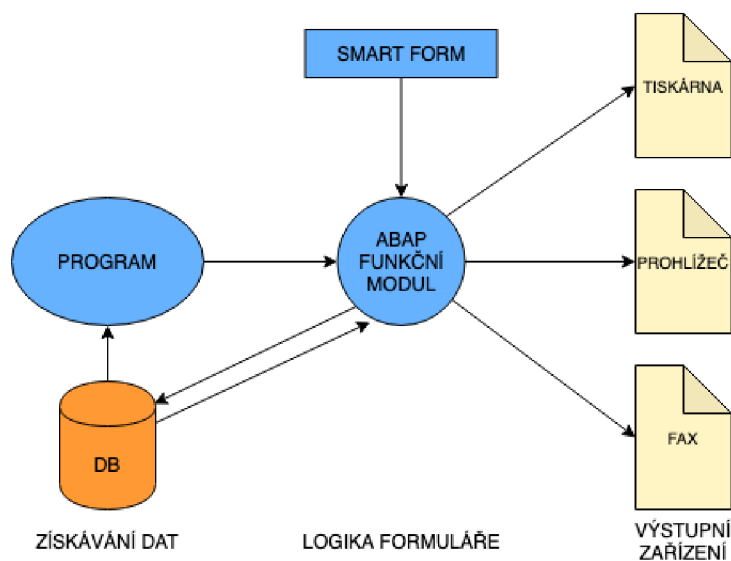 SMART FORM
TISKÁRNA
PROGRAM
ABAP
FUNKČNÍ
MODUL
PROHLÍŽEČ
DB
FAX
ZÍSKÁVÁNÍ DAT
LOGIKA FORMULÁŘE
VÝSTUPNÍ
ZAŘÍZENÍ